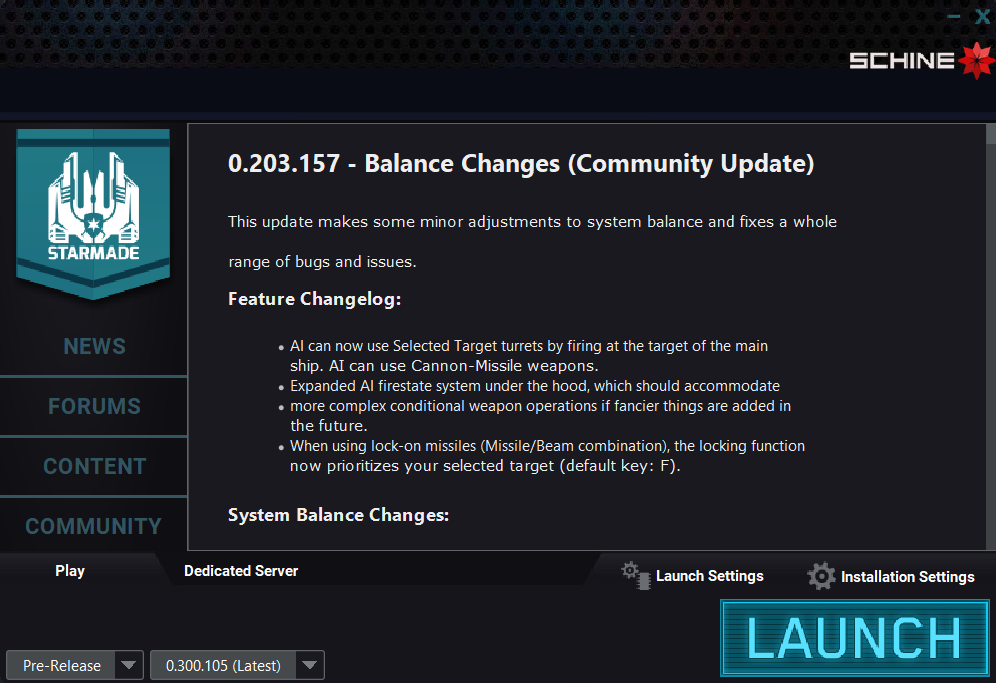 SCHINE
STARMADE
NEWS
FORUMS
CONTENT
COMMUNITY
0.203.157 - Balance Changes (Community Update)
This update makes some minor adjustments to system balance and fixes a whole
range of bugs and issues.
Feature Changelog:
• AI can now use Selected Target turrets by firing at the target of the main
ship. AI can use Cannon-Missile weapons.
• Expanded AI firestate system under the hood, which should accommodate
• more complex conditional weapon operations if fancier things are added in
the future.
• When using lock-on missiles (Missile/Beam combination), the locking function
now prioritizes your selected target (default key: F).
System Balance Changes:
Play
Dedicated Server
Launch Settings
Installation Settings
LAUNCH
Pre-Release
0.300.105 (Latest)